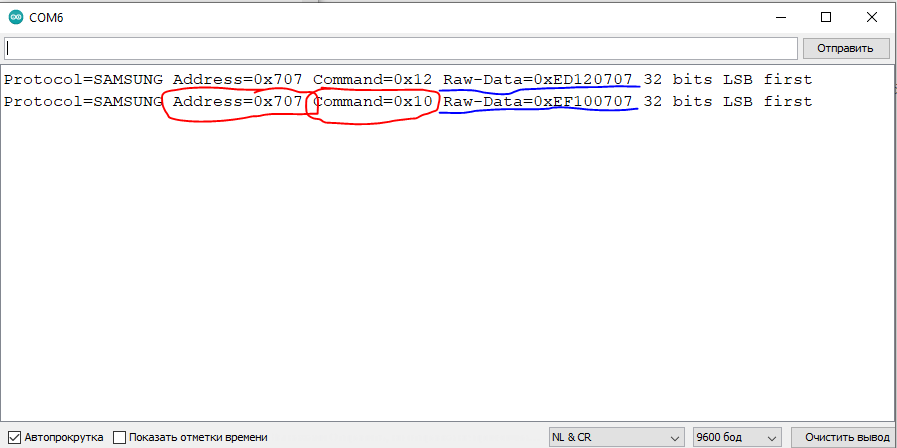 COM6
Отправить
Protocol=SAMSUNG Address=0x707 Command=0x12 Raw-Data=0xED120707 32 bits LSB first
Protocol=SAMSUNG Address=0x707 Command=0x10 Raw-Data=0xEF100707 32 bits LSB first
Автопрокрутка Показать отметки времени NL & CR 9600 бод Очистить вывод